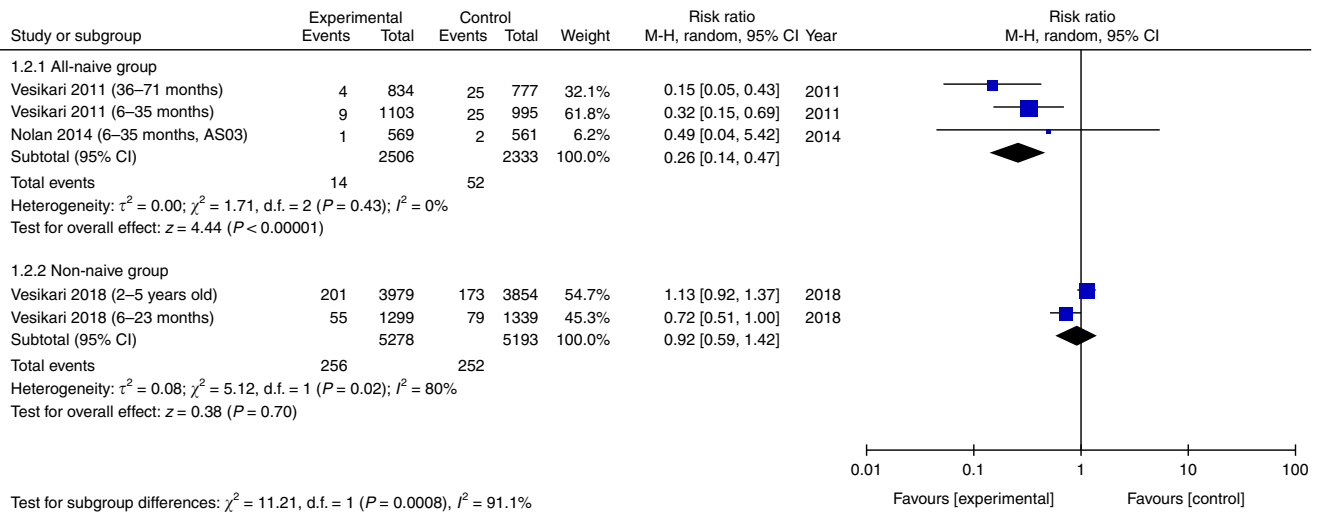 Experimental Control Risk ratio Risk ratio
Study or subgroup Events Total Events Total Weight M-H, random, 95% CI Year M-H, random, 95% CI
1.2.1 All-naive group
Vesikari 2011 (36–71 months) 4 834 25 777 32.1% 0.15 [0.05, 0.43] 2011
Vesikari 2011 (6–35 months) 9 1103 25 995 61.8% 0.32 [0.15, 0.69] 2011
Nolan 2014 (6–35 months, AS03) 1 569 2 561 6.2% 0.49 [0.04, 5.42] 2014
Subtotal (95% CI) 2506 2333 100.0% 0.26 [0.14, 0.47]
Total events 14 52
Heterogeneity: τ² = 0.00; χ² = 1.71, d.f. = 2 (P = 0.43); I² = 0%
Test for overall effect: z = 4.44 (P < 0.00001)
1.2.2 Non-naive group
Vesikari 2018 (2–5 years old) 201 3979 173 3854 54.7% 1.13 [0.92, 1.37] 2018
Vesikari 2018 (6–23 months) 55 1299 79 1339 45.3% 0.72 [0.51, 1.00] 2018
Subtotal (95% CI) 5278 5193 100.0% 0.92 [0.59, 1.42]
Total events 256 252
Heterogeneity: τ² = 0.08; χ² = 5.12, d.f. = 1 (P = 0.02); I² = 80%
Test for overall effect: z = 0.38 (P = 0.70)
0.01 0.1 1 10 100
Favours [experimental] Favours [control]
Test for subgroup differences: χ² = 11.21, d.f. = 1 (P = 0.0008), I² = 91.1%